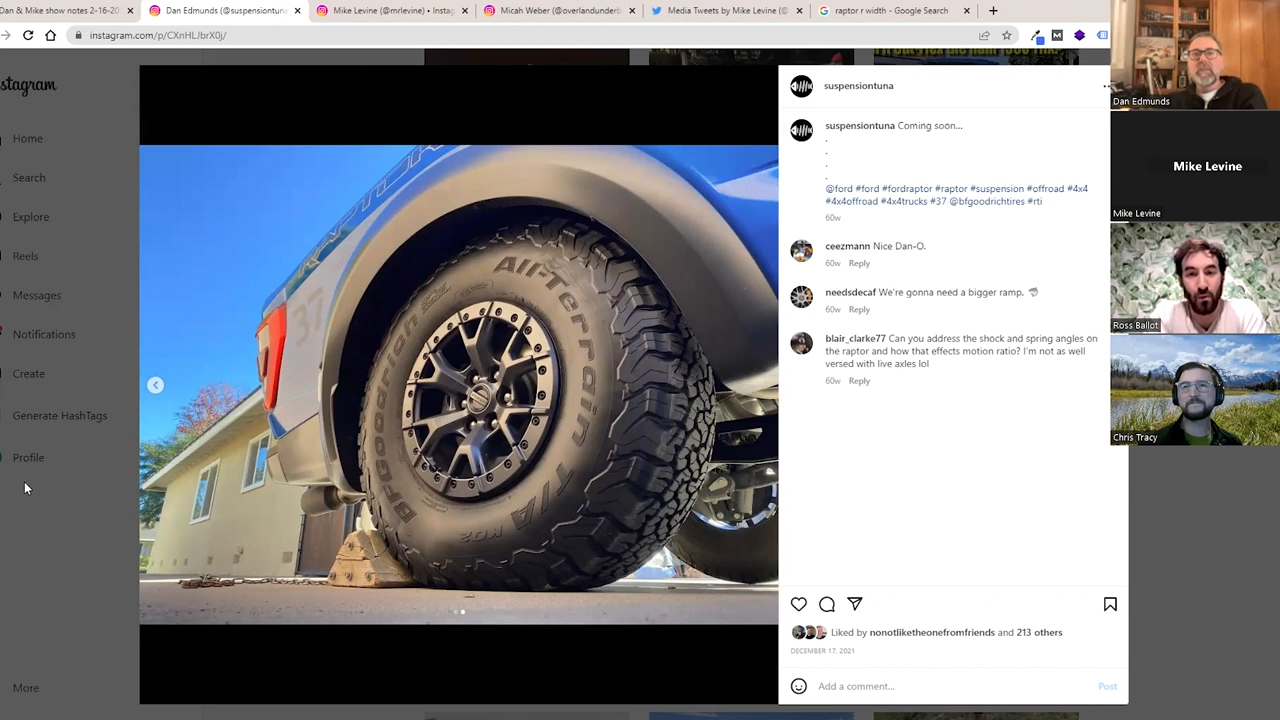 Dan & Mike show notes 2-16-20
Dan Edmunds (@suspensiontuna
Mike Levine (@mrlevine) • Instag
Micah Weber (@overlandunderb
Media Tweets by Mike Levine (@
raptor r width - Google Search
instagram.com/p/CXnHLJbrX0j/
stagram
Home
Search
Explore
Reels
Messages
Notifications
Create
Generate HashTags
Profile
More
37
BFGoodrich
All-Terrain
T/A KO2
suspensiontuna
suspensiontuna Coming soon...
.
.
.
.
@ford #ford #fordraptor #raptor #suspension #offroad #4x4
#4x4offroad #4x4trucks #37 @bfgoodrichtires #rti
60w
ceezmann Nice Dan-O.
60w Reply
needsdecaf We're gonna need a bigger ramp. 🦈
60w Reply
blair_clarke77 Can you address the shock and spring angles on
the raptor and how that effects motion ratio? I'm not as well
versed with live axles lol
60w Reply
Liked by nonotliketheonefromfriends and 213 others
DECEMBER 17, 2021
Add a comment...
Post
Dan Edmunds
Mike Levine
Mike Levine
Ross Ballot
Chris Tracy